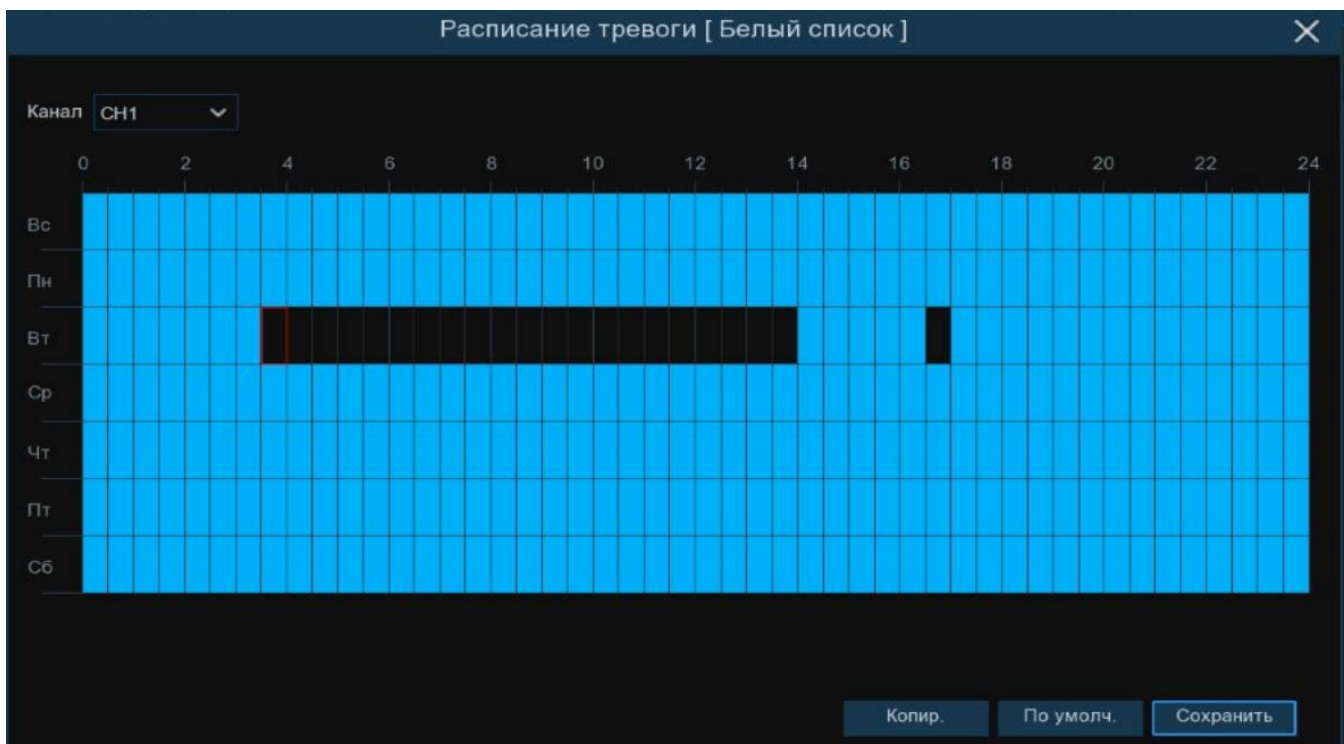 Расписание тревоги [ Белый список ]
Канал CH1
0 2 4 6 8 10 12 14 16 18 20 22 24
Вс
Пн
Вт
Ср
Чт
Пт
Сб
Копир. По умолч. Сохранить